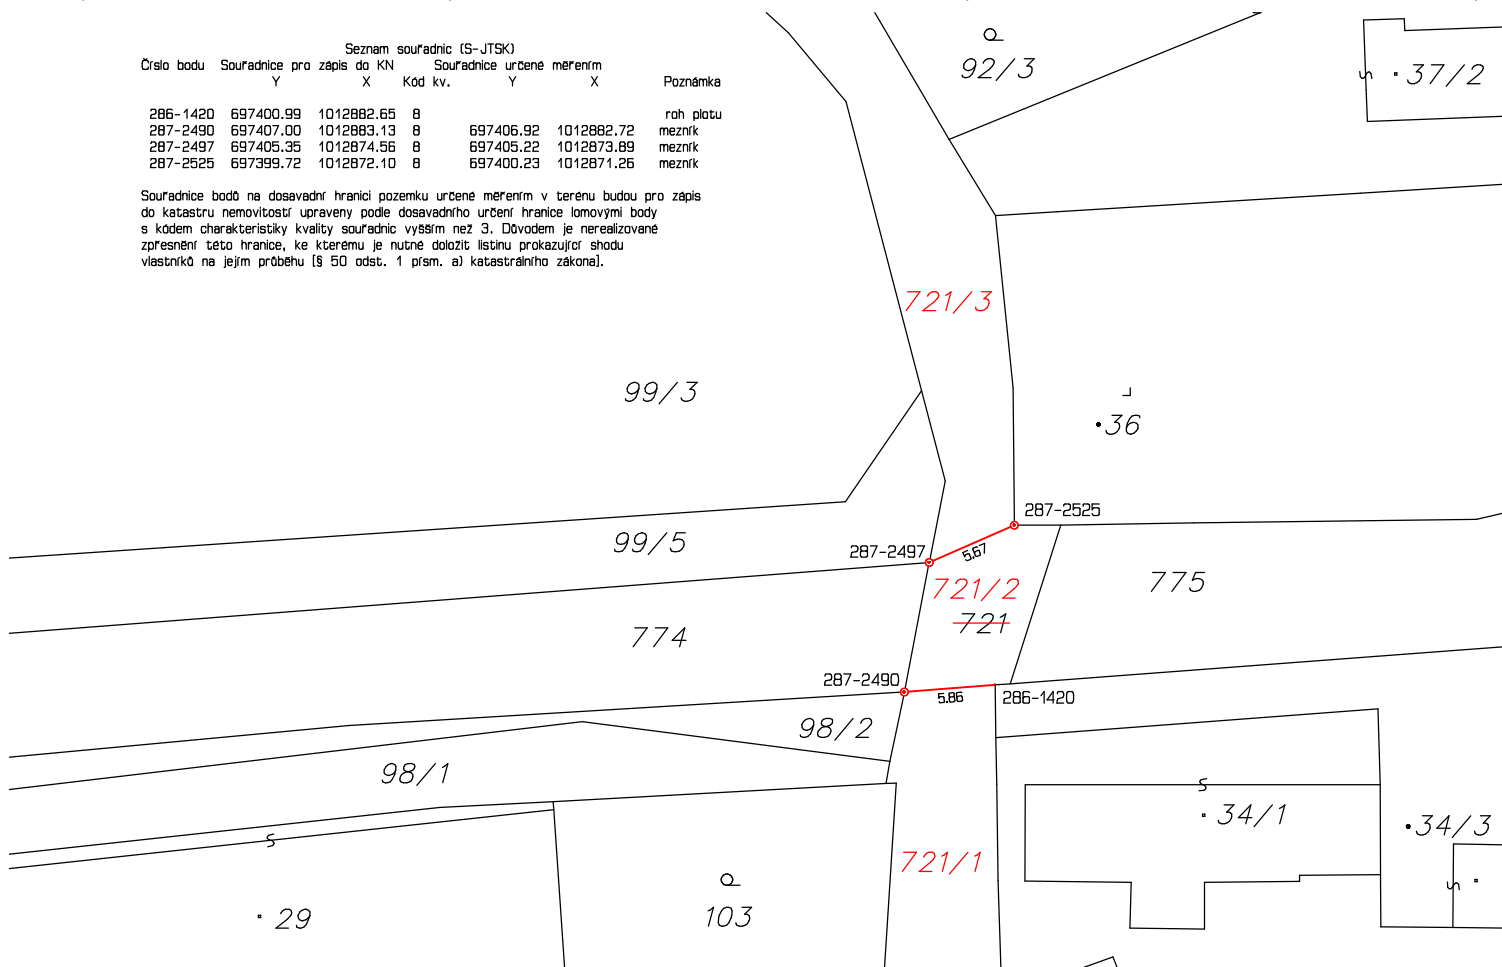 Seznam souřadnic (S-JTSK)
Číslo bodu Souřadnice pro zápis do KN Souřadnice určené měřením
Y X Kód kv. Y X Poznámka
286-1420 697400.99 1012882.65 8 roh plotu
287-2490 697407.00 1012883.13 8 697406.92 1012882.72 mezník
287-2497 697405.35 1012874.56 8 697405.22 1012873.89 mezník
287-2525 697399.72 1012872.10 8 697400.23 1012871.26 mezník
Souřadnice bodů na dosavadní hranici pozemku určené měřením v terénu budou pro zápis
do katastru nemovitostí upraveny podle dosavadního určení hranice lomovými body
s kódem charakteristiky kvality souřadnic vyšším než 3. Důvodem je nerealizované
zpřesnění této hranice, ke kterému je nutné doložit listinu prokazující shodu
vlastníků na jejím průběhu [§ 50 odst. 1 písm. a) katastrálního zákona].
92/3
37/2
721/3
99/3
36
287-2525
99/5
287-2497
5.67
721/2
775
721
774
287-2490
5.86
286-1420
98/2
98/1
34/1
34/3
721/1
29
103